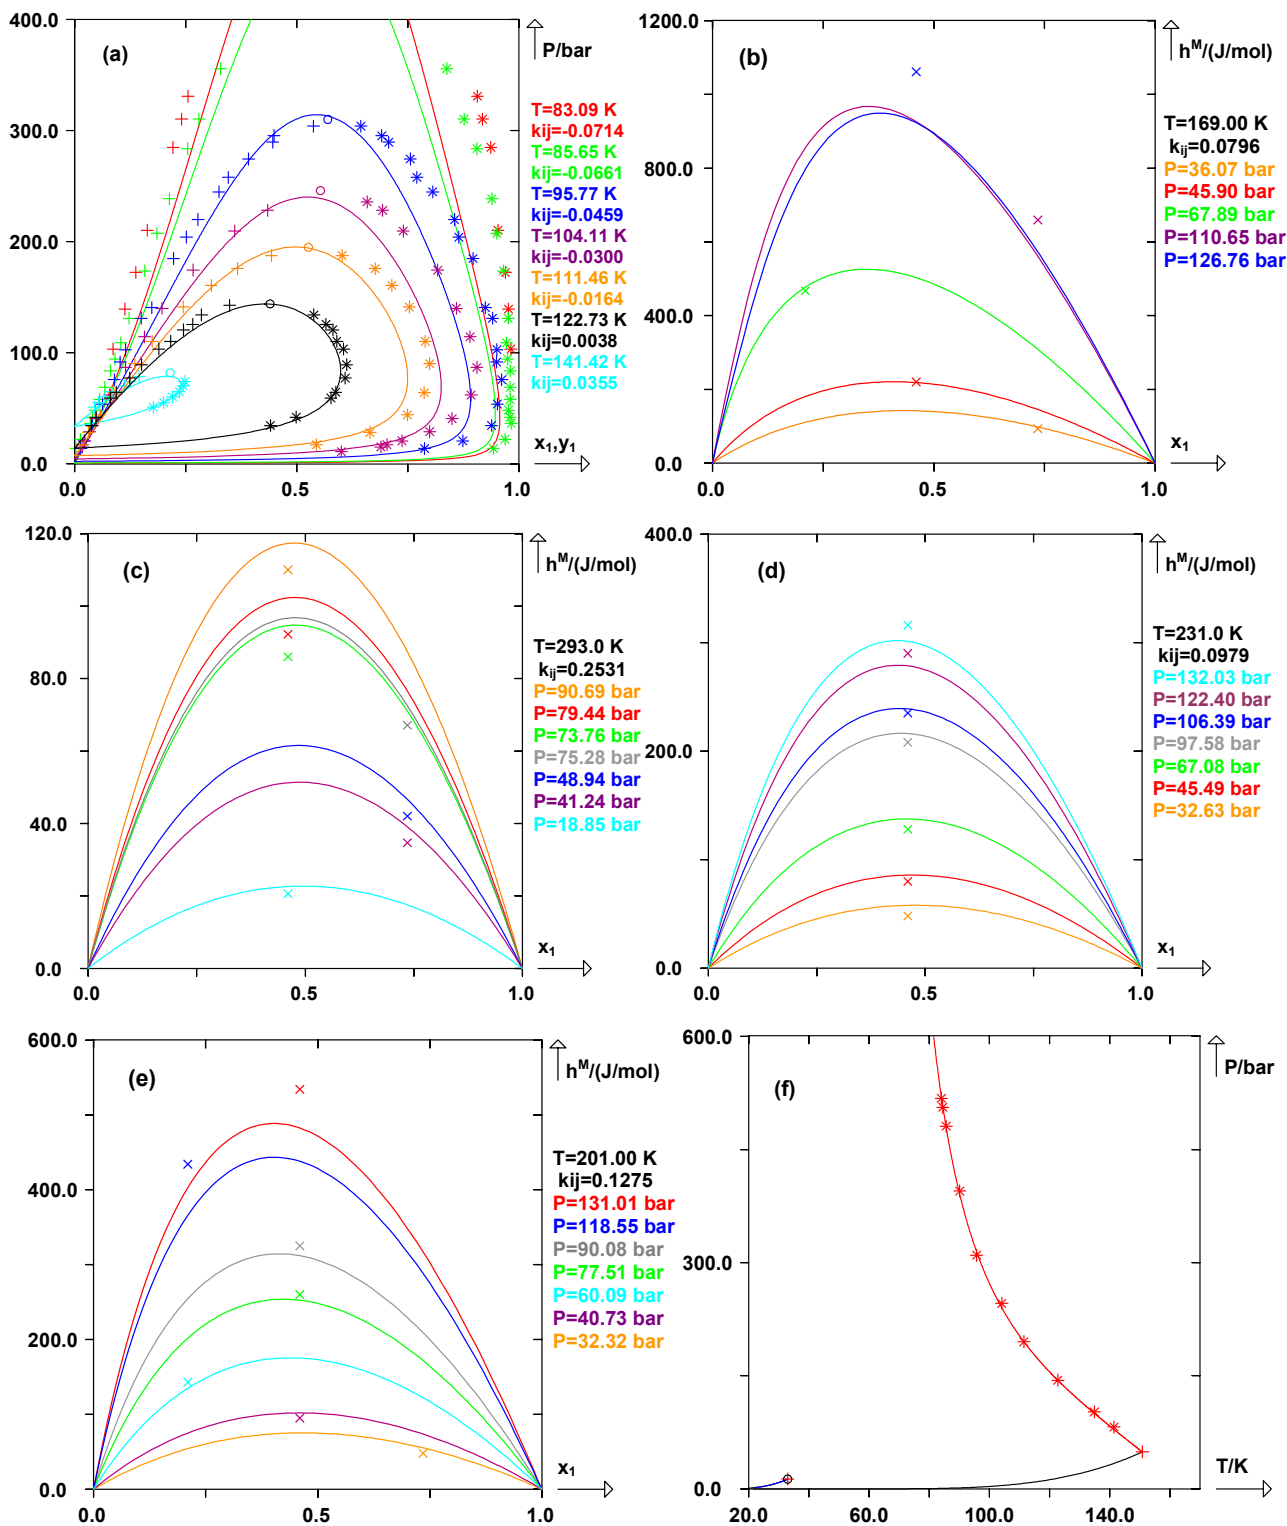 400.0
(a)
P/bar
300.0
200.0
100.0
0.0
0.0
0.5
1.0
x1,y1
T=83.09 K
kij=-0.0714
T=85.65 K
kij=-0.0661
T=95.77 K
kij=-0.0459
T=104.11 K
kij=-0.0300
T=111.46 K
kij=-0.0164
T=122.73 K
kij=0.0038
T=141.42 K
kij=0.0355
1200.0
(b)
hM/(J/mol)
800.0
400.0
0.0
0.0
0.5
1.0
x1
T=169.00 K
kij=0.0796
P=36.07 bar
P=45.90 bar
P=67.89 bar
P=110.65 bar
P=126.76 bar
120.0
(c)
hM/(J/mol)
80.0
40.0
0.0
0.0
0.5
1.0
x1
T=293.0 K
kij=0.2531
P=90.69 bar
P=79.44 bar
P=73.76 bar
P=75.28 bar
P=48.94 bar
P=41.24 bar
P=18.85 bar
400.0
(d)
hM/(J/mol)
200.0
0.0
0.0
0.5
1.0
x1
T=231.0 K
kij=0.0979
P=132.03 bar
P=122.40 bar
P=106.39 bar
P=97.58 bar
P=67.08 bar
P=45.49 bar
P=32.63 bar
600.0
(e)
hM/(J/mol)
400.0
200.0
0.0
0.0
0.5
1.0
x1
T=201.00 K
kij=0.1275
P=131.01 bar
P=118.55 bar
P=90.08 bar
P=77.51 bar
P=60.09 bar
P=40.73 bar
P=32.32 bar
600.0
(f)
P/bar
300.0
0.0
20.0
60.0
100.0
140.0
T/K